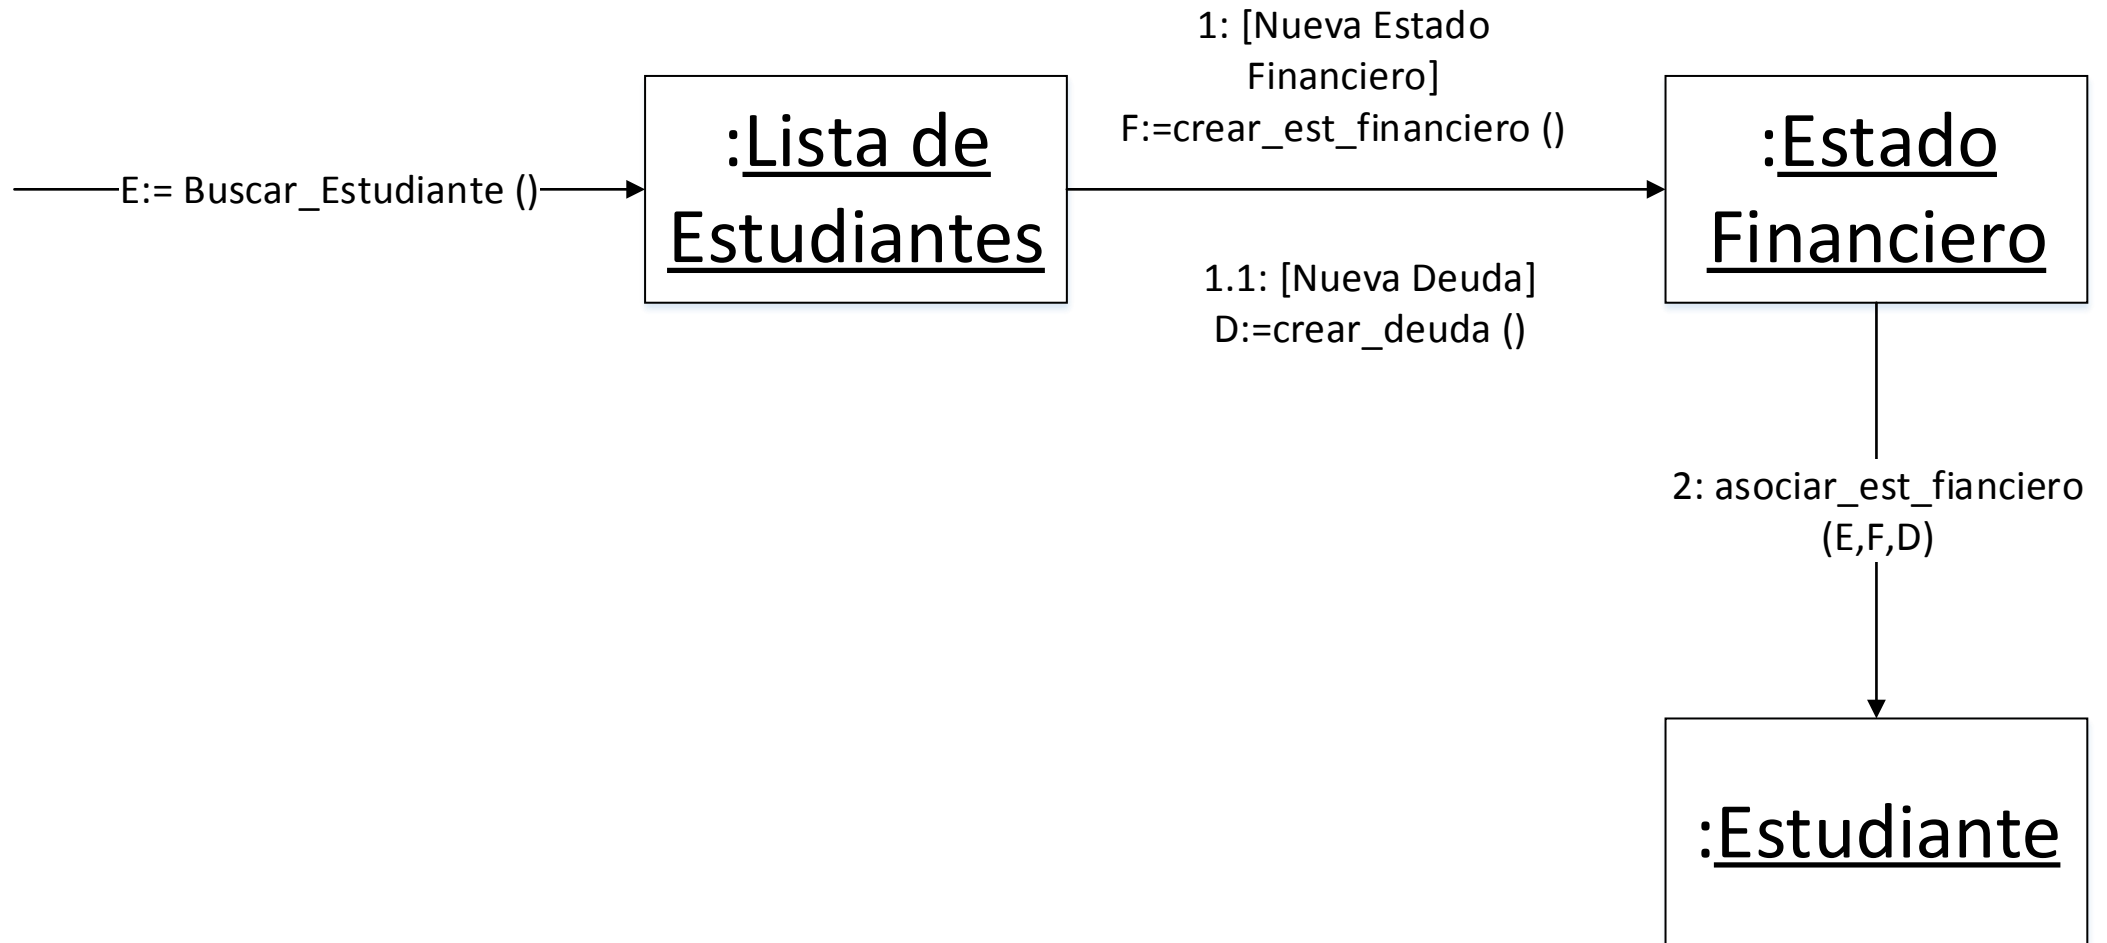 1: [Nueva Estado
Financiero]
F:=crear_est_financiero ()
:Lista de
Estudiantes
:Estado
Financiero
E:= Buscar_Estudiante ()
1.1: [Nueva Deuda]
D:=crear_deuda ()
2: asociar_est_fianciero
(E,F,D)
:Estudiante